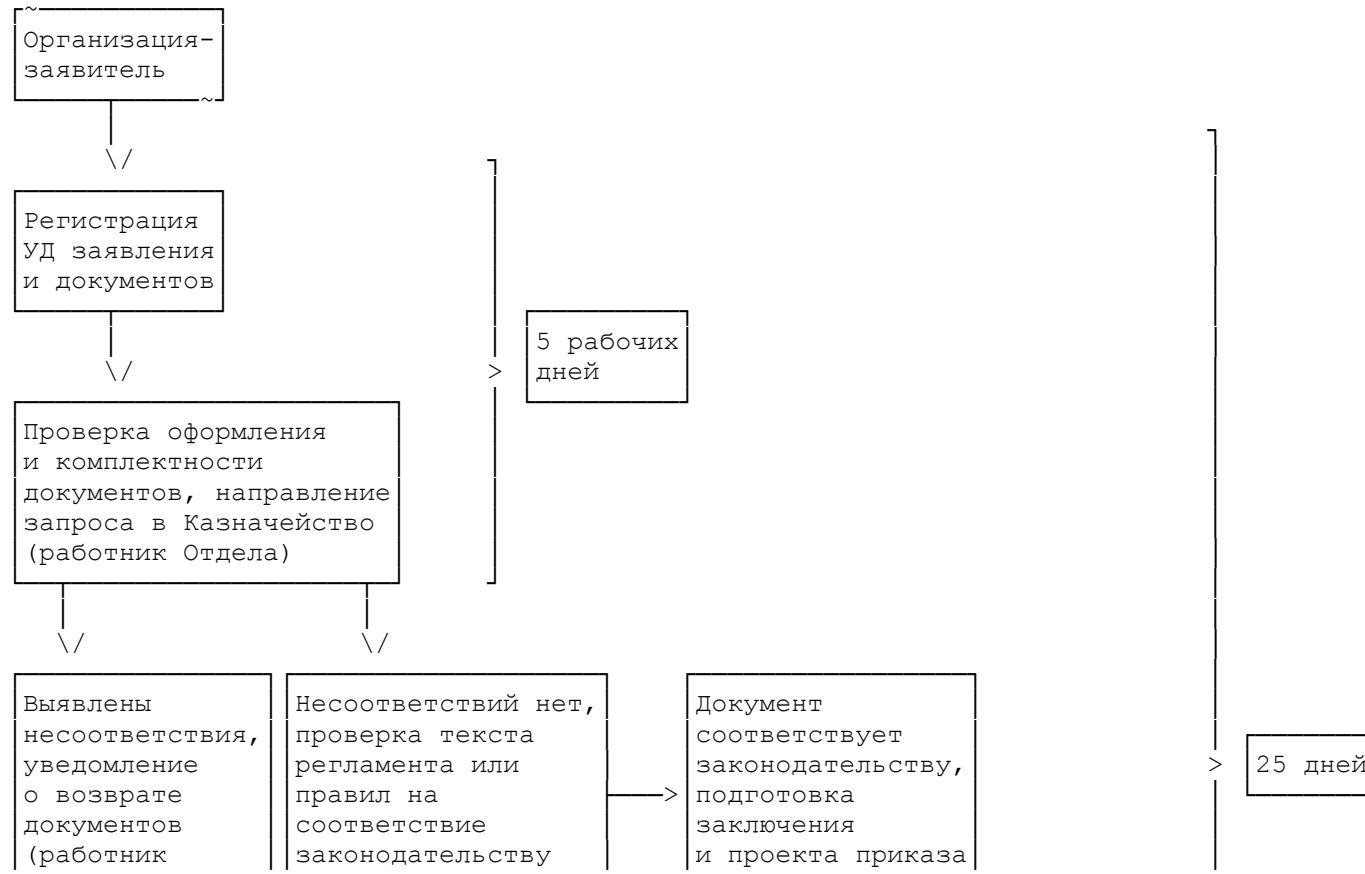 Организация-
заявитель
Регистрация
УД заявления
и документов
5 рабочих
дней
Проверка оформления
и комплектности
документов, направление
запроса в Казначейство
(работник Отдела)
Выявлены
несоответствия,
уведомление
о возврате
документов
(работник
Несоответствий нет,
проверка текста
регламента или
правил на
соответствие
законодательству
Документ
соответствует
законодательству,
подготовка
заключения
и проекта приказа
25 дней